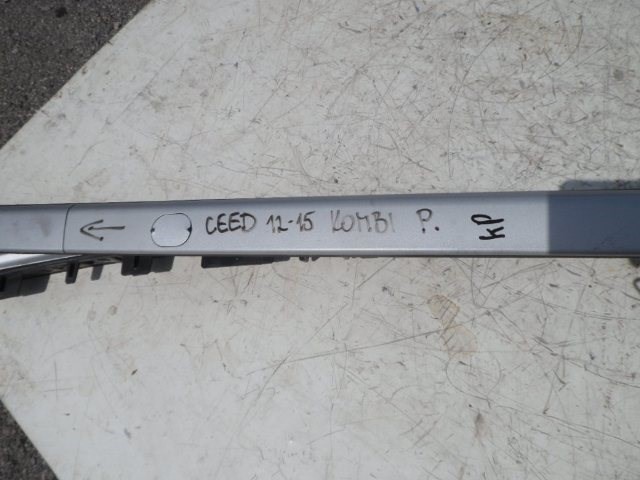 CEED 12-15 KOMBI P. KP